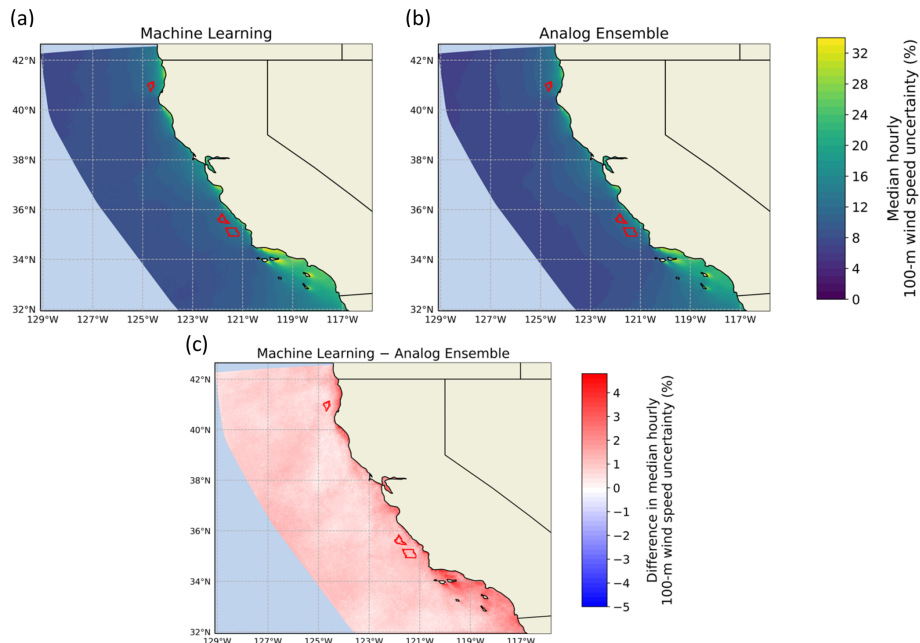 (a)
Machine Learning
42°N
40°N
38°N
36°N
34°N
32°N
129°W 127°W 125°W 123°W 121°W 119°W 117°W
(b)
Analog Ensemble
42°N
40°N
38°N
36°N
34°N
32°N
129°W 127°W 125°W 123°W 121°W 119°W 117°W
32
28
24
20
16
12
8
4
0
Median hourly
100-m wind speed uncertainty (%)
(c)
Machine Learning − Analog Ensemble
42°N
40°N
38°N
36°N
34°N
32°N
129°W 127°W 125°W 123°W 121°W 119°W 117°W
4
3
2
1
0
−1
−2
−3
−4
−5
Difference in median hourly
100-m wind speed uncertainty (%)